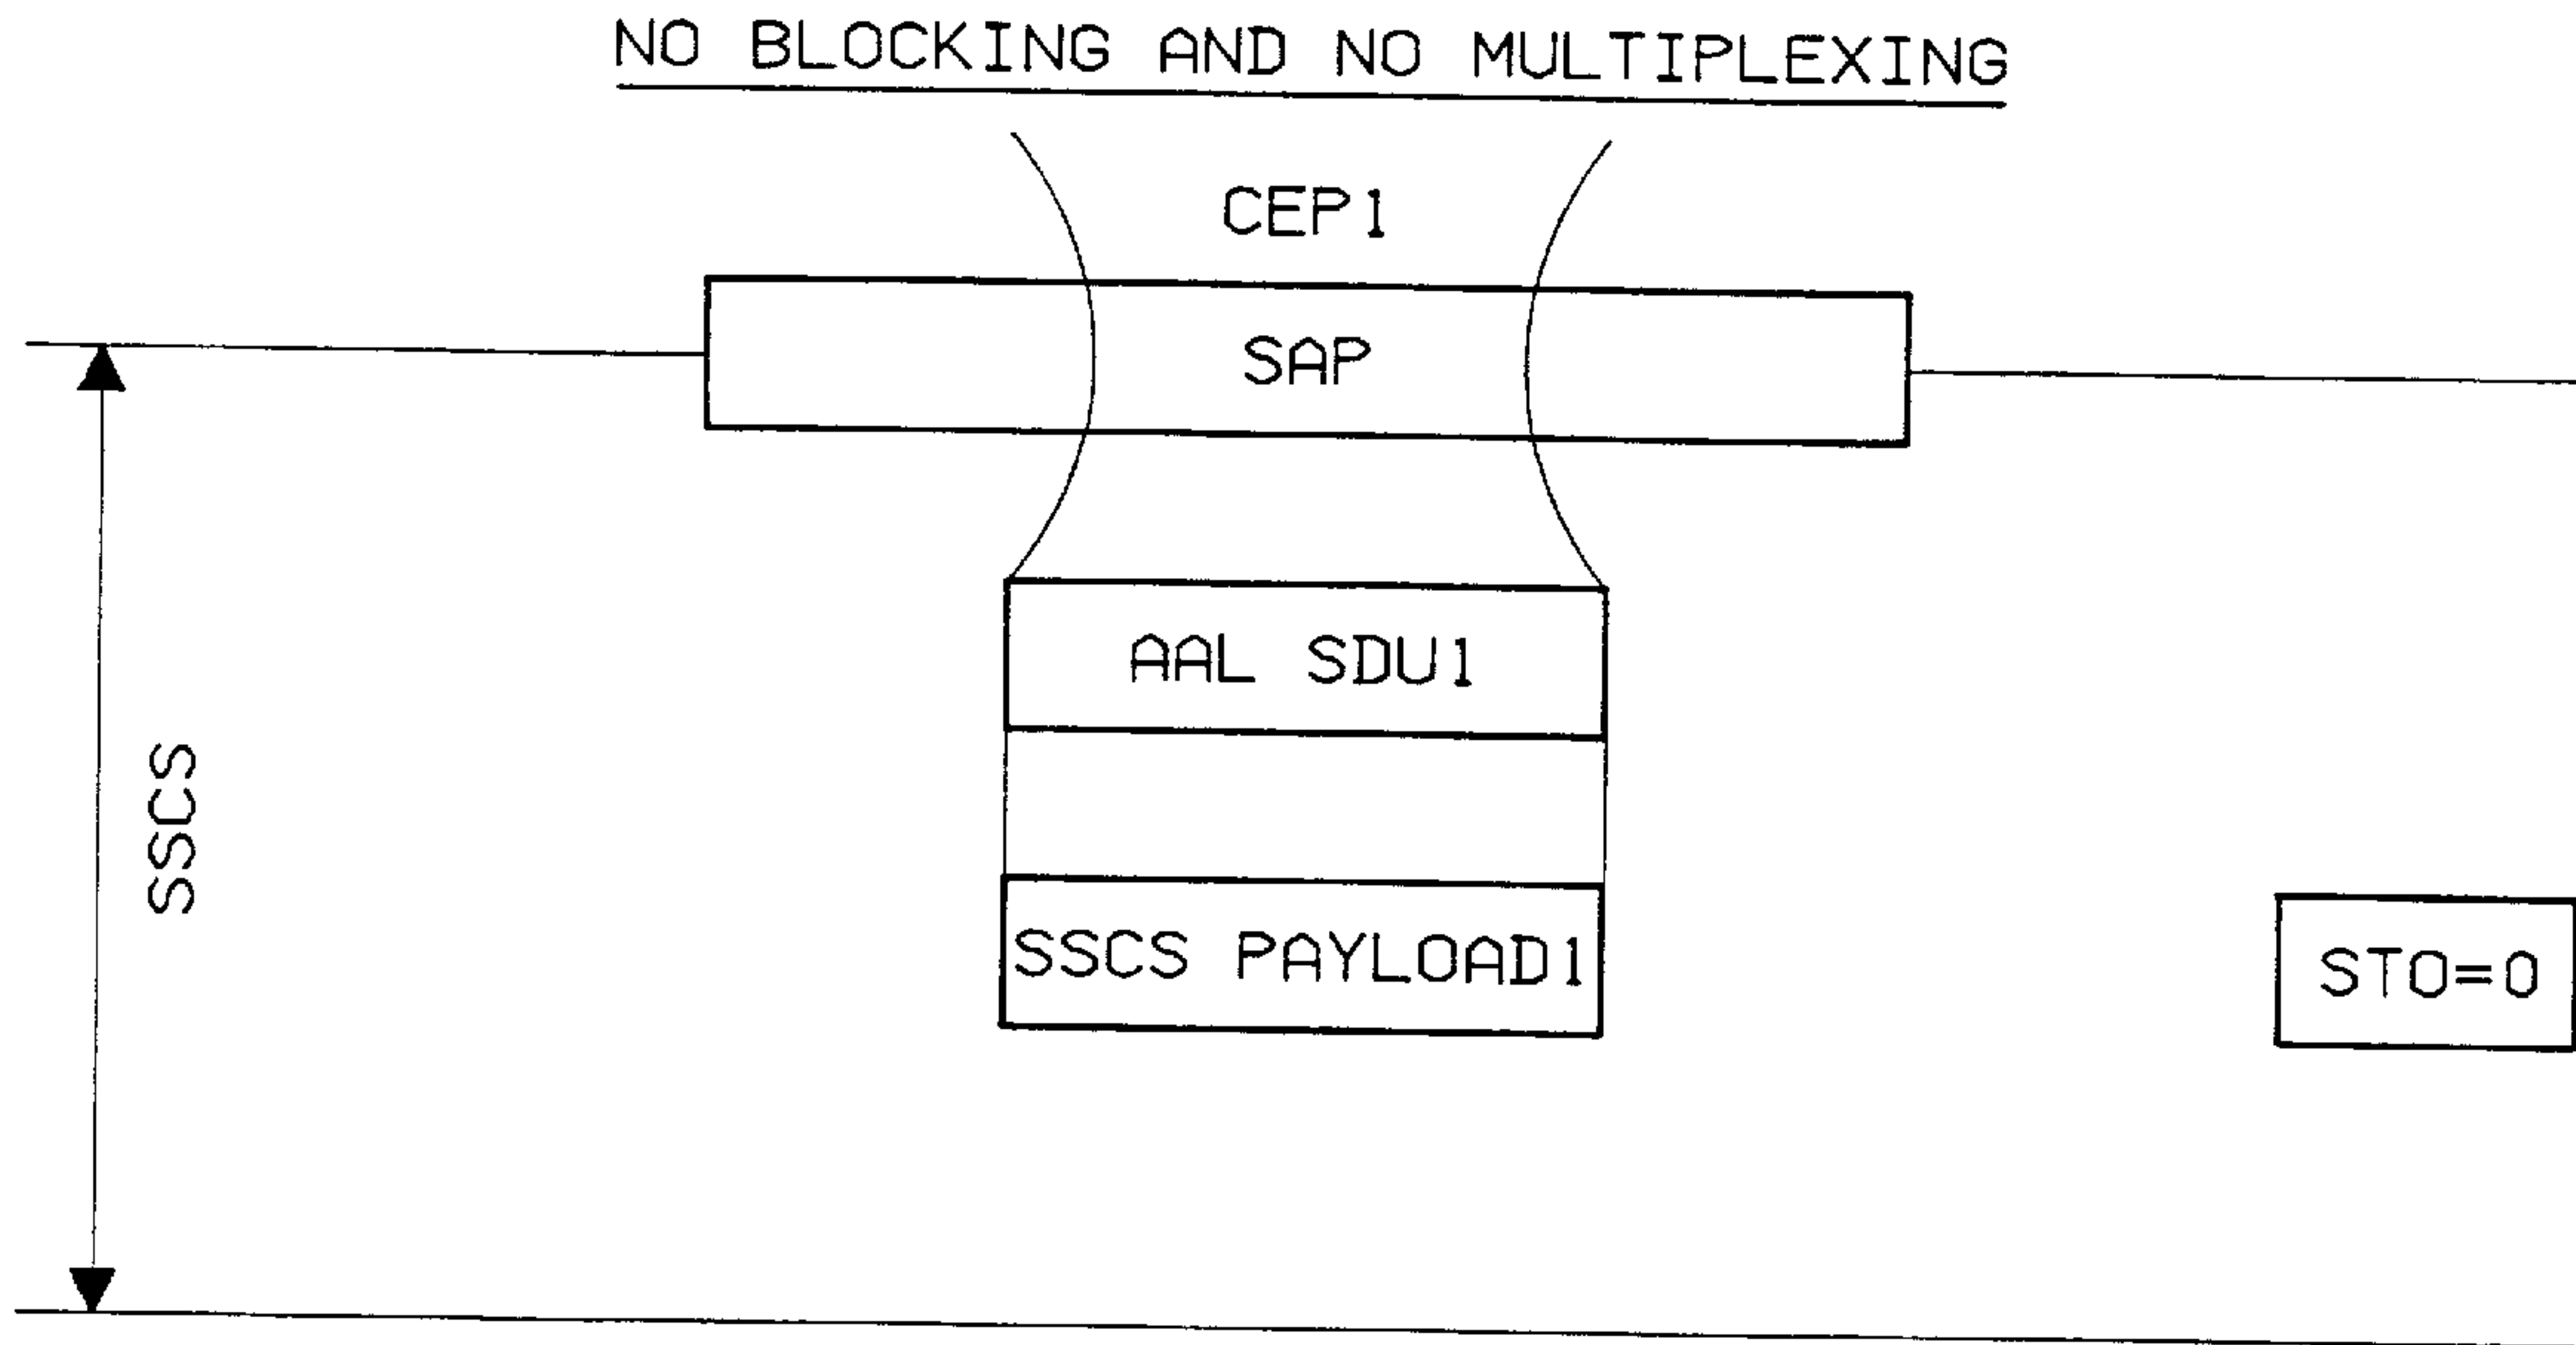 NO BLOCKING AND NO MULTIPLEXING
CEP1
SAP
AAL SDU1
SSCS
SSCS PAYLOAD1
STO=0